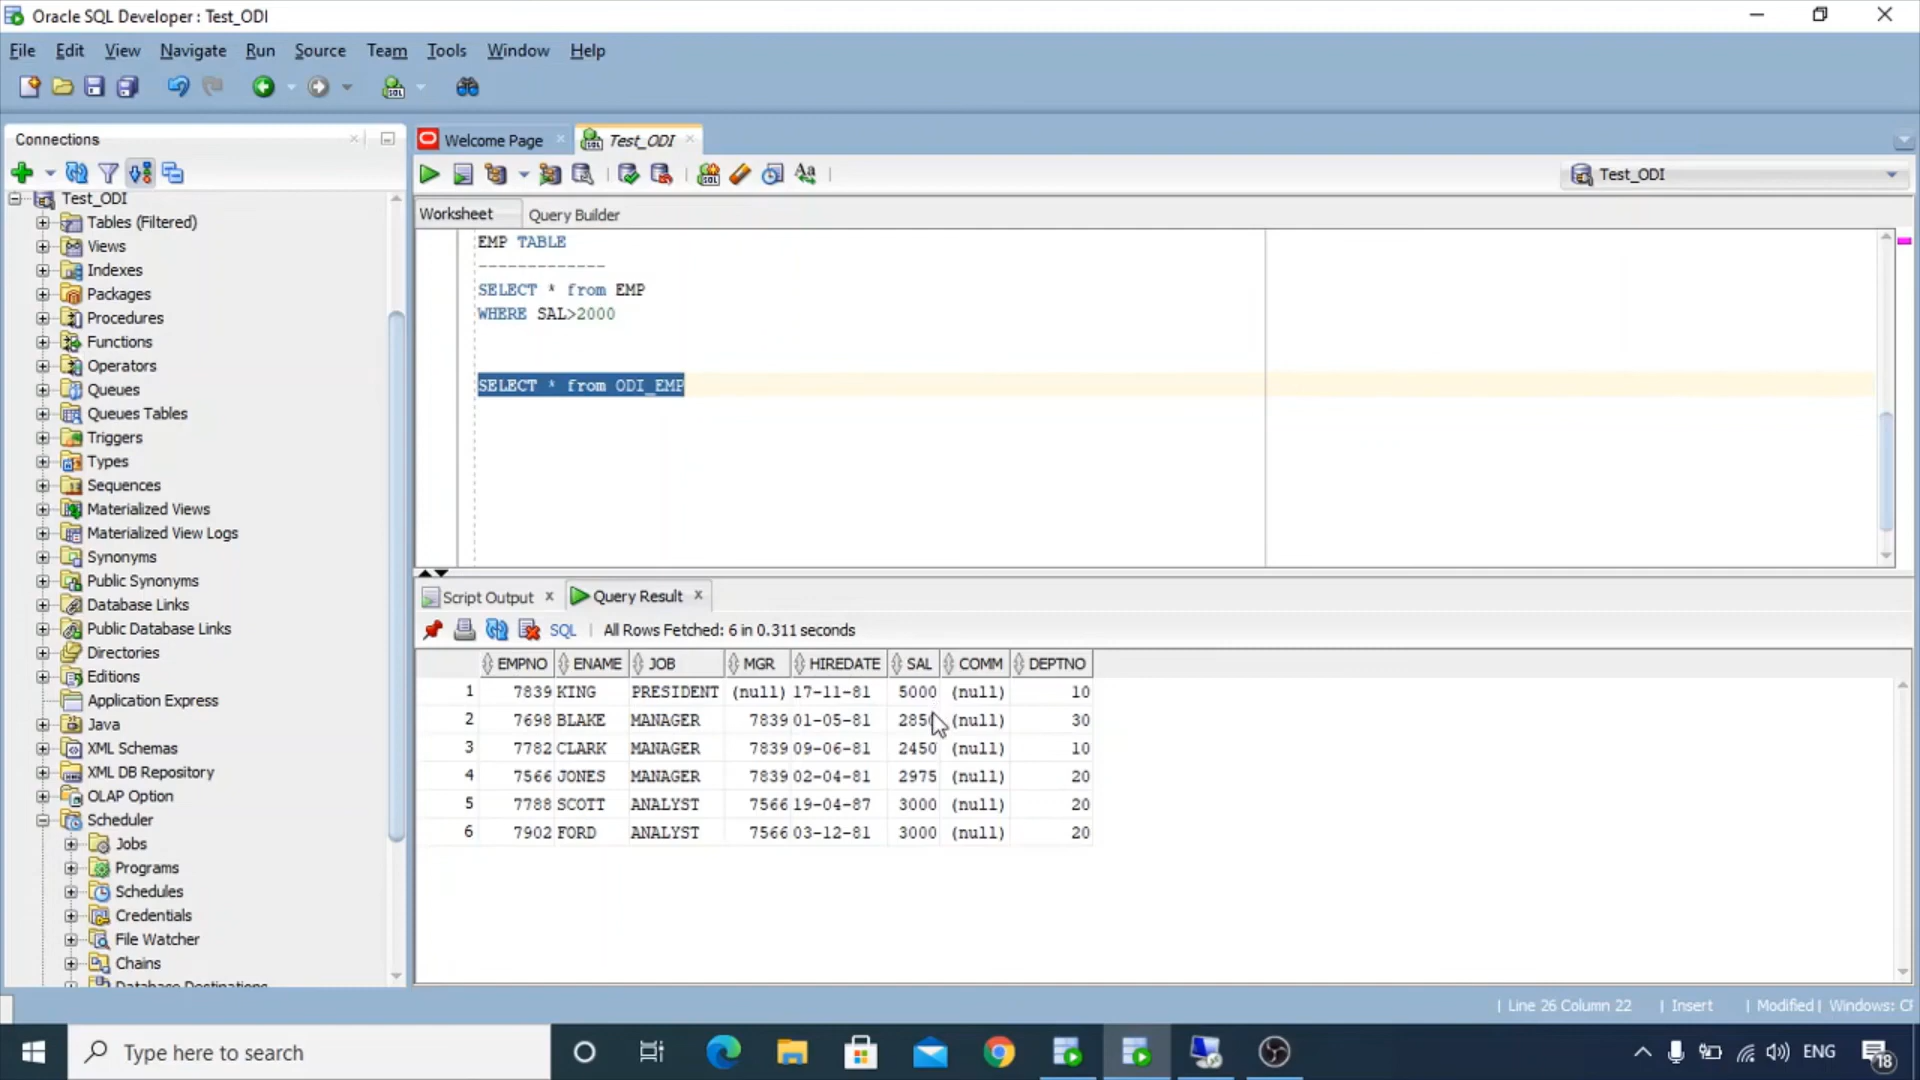 Oracle SQL Developer : Test_ODI
File Edit View Navigate Run Source Team Tools Window Help
Connections
Welcome Page Test_ODI
Test_ODI
Worksheet Query Builder
Test_ODI
Tables (Filtered)
Views
Indexes
Packages
Procedures
Functions
Operators
Queues
Queues Tables
Triggers
Types
Sequences
Materialized Views
Materialized View Logs
Synonyms
Public Synonyms
Database Links
Public Database Links
Directories
Editions
Application Express
Java
XML Schemas
XML DB Repository
OLAP Option
Scheduler
Jobs
Programs
Schedules
Credentials
File Watcher
Chains
Database Destinations
EMP TABLE
-------------
SELECT * from EMP
WHERE SAL>2000
SELECT * from ODI_EMP
Script Output Query Result
SQL All Rows Fetched: 6 in 0.311 seconds
EMPNO ENAME JOB MGR HIREDATE SAL COMM DEPTNO
1 7839 KING PRESIDENT (null) 17-11-81 5000 (null) 10
2 7698 BLAKE MANAGER 7839 01-05-81 2850 (null) 30
3 7782 CLARK MANAGER 7839 09-06-81 2450 (null) 10
4 7566 JONES MANAGER 7839 02-04-81 2975 (null) 20
5 7788 SCOTT ANALYST 7566 19-04-87 3000 (null) 20
6 7902 FORD ANALYST 7566 03-12-81 3000 (null) 20
Line 26 Column 22 Insert Modified Windows: CR
Type here to search
ENG
18